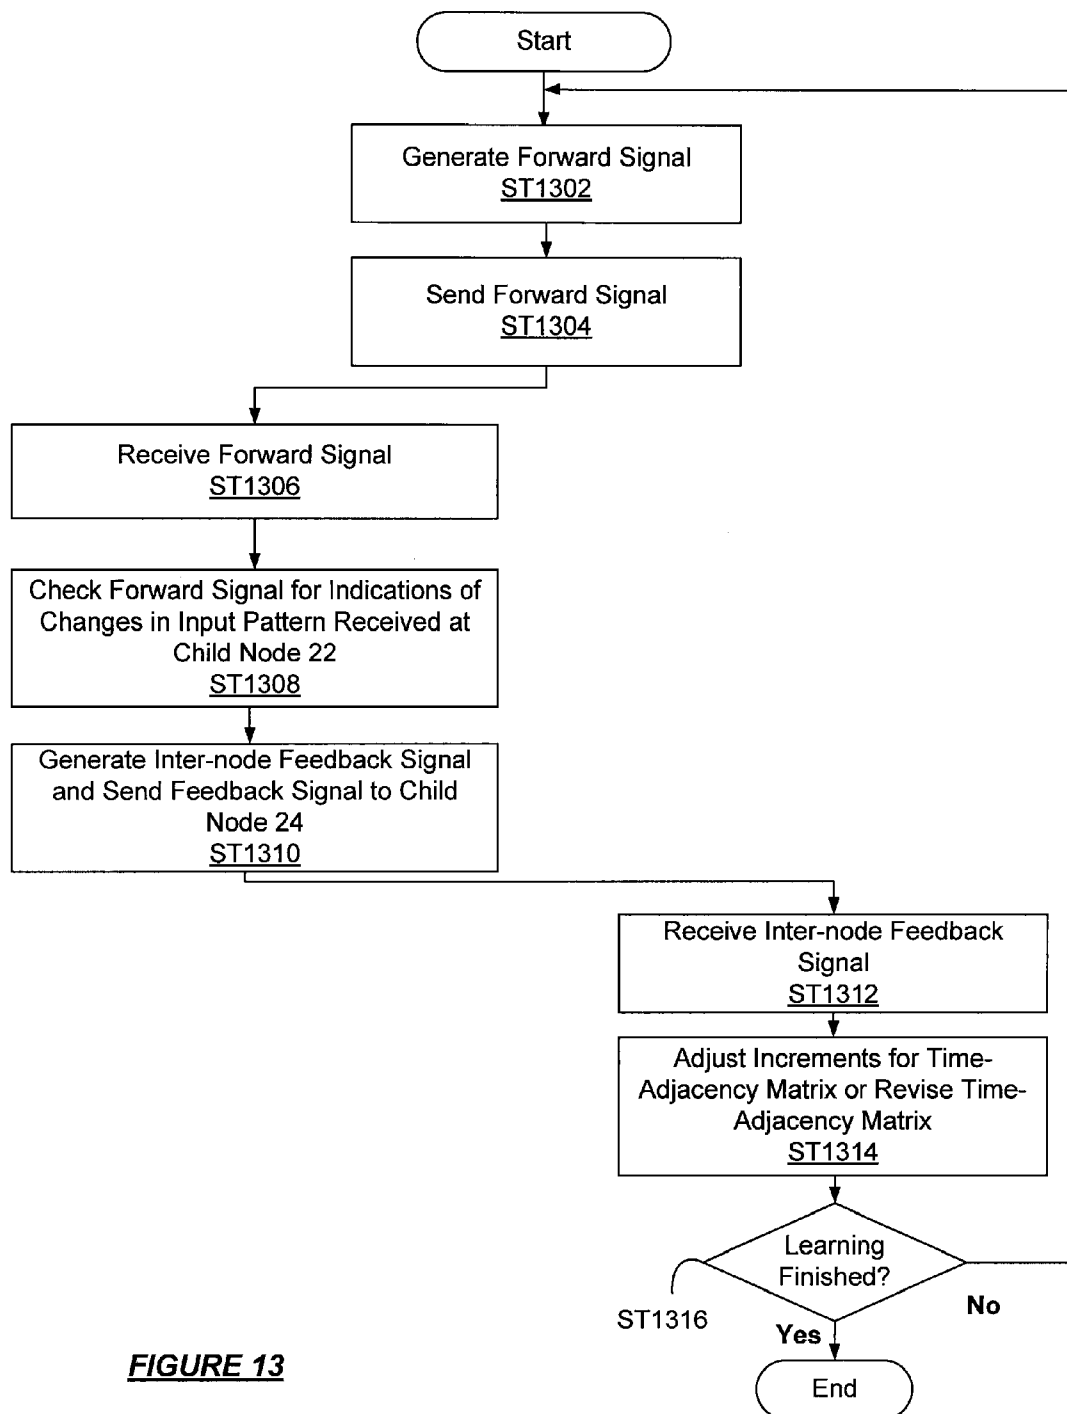 Start
Generate Forward Signal
ST1302
Send Forward Signal
ST1304
Receive Forward Signal
ST1306
Check Forward Signal for Indications of
Changes in Input Pattern Received at
Child Node 22
ST1308
Generate Inter-node Feedback Signal
and Send Feedback Signal to Child
Node 24
ST1310
Receive Inter-node Feedback
Signal
ST1312
Adjust Increments for Time-
Adjacency Matrix or Revise Time-
Adjacency Matrix
ST1314
Learning
Finished?
ST1316
No
Yes
End
FIGURE 13